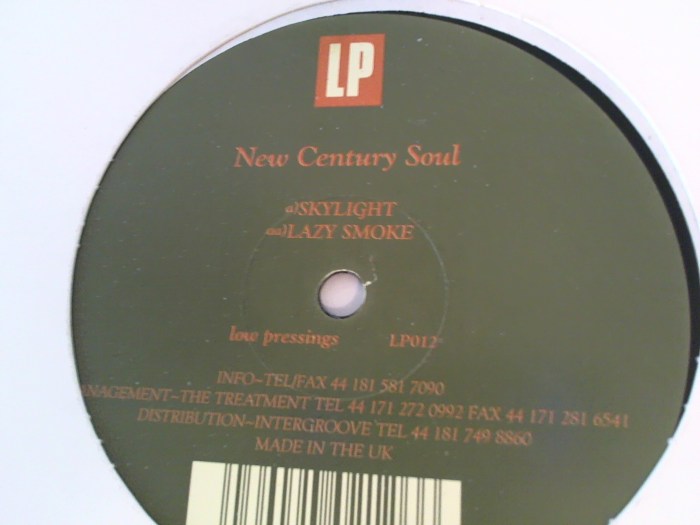 LP
New Century Soul
a)SKYLIGHT
aa)LAZY SMOKE
low pressings LP012
INFO-TEL/FAX 44 181 581 7090
THE TREATMENT TEL 44 171 272 0992 FAX 44 171 281 6541
DISTRIBUTION-INTERGROOVE TEL 44 181 749 8860
MADE IN THE UK